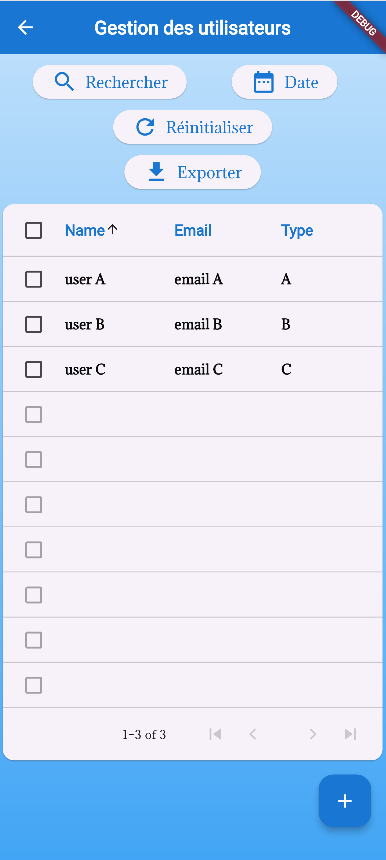 Gestion des utilisateurs
DEBUG
Rechercher
Date
Réinitialiser
Exporter
Name Email Type
user A email A A
user B email B B
user C email C C
1–3 of 3